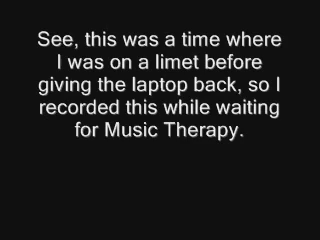 See, this was a time where
I was on a limet before
giving the laptop back, so I
recorded this while waiting
for Music Therapy.